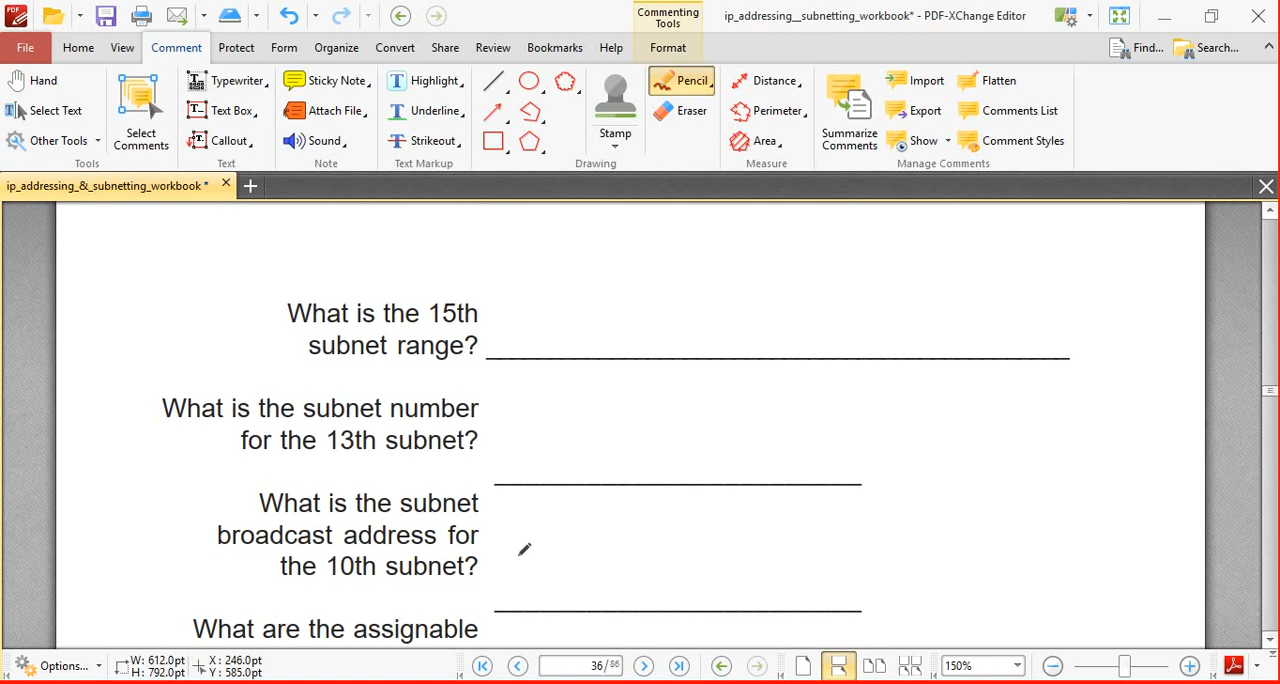 Commenting Tools
ip_addressing__subnetting_workbook* - PDF-XChange Editor
File Home View Comment Protect Form Organize Convert Share Review Bookmarks Help Format Find... Search...
Hand
Select Text
Other Tools
Select Comments
Tools
Typewriter
Text Box
Callout
Text
Sticky Note
Attach File
Sound
Note
Highlight
Underline
Strikeout
Text Markup
Stamp
Pencil
Eraser
Drawing
Distance
Perimeter
Area
Measure
Summarize Comments
Import
Export
Show
Flatten
Comments List
Comment Styles
Manage Comments
ip_addressing_&_subnetting_workbook *
What is the 15th
subnet range?
What is the subnet number
for the 13th subnet?
What is the subnet
broadcast address for
the 10th subnet?
What are the assignable
Options...
W: 612.0pt
H: 792.0pt
X: 246.0pt
Y: 585.0pt
36 / 86
150%